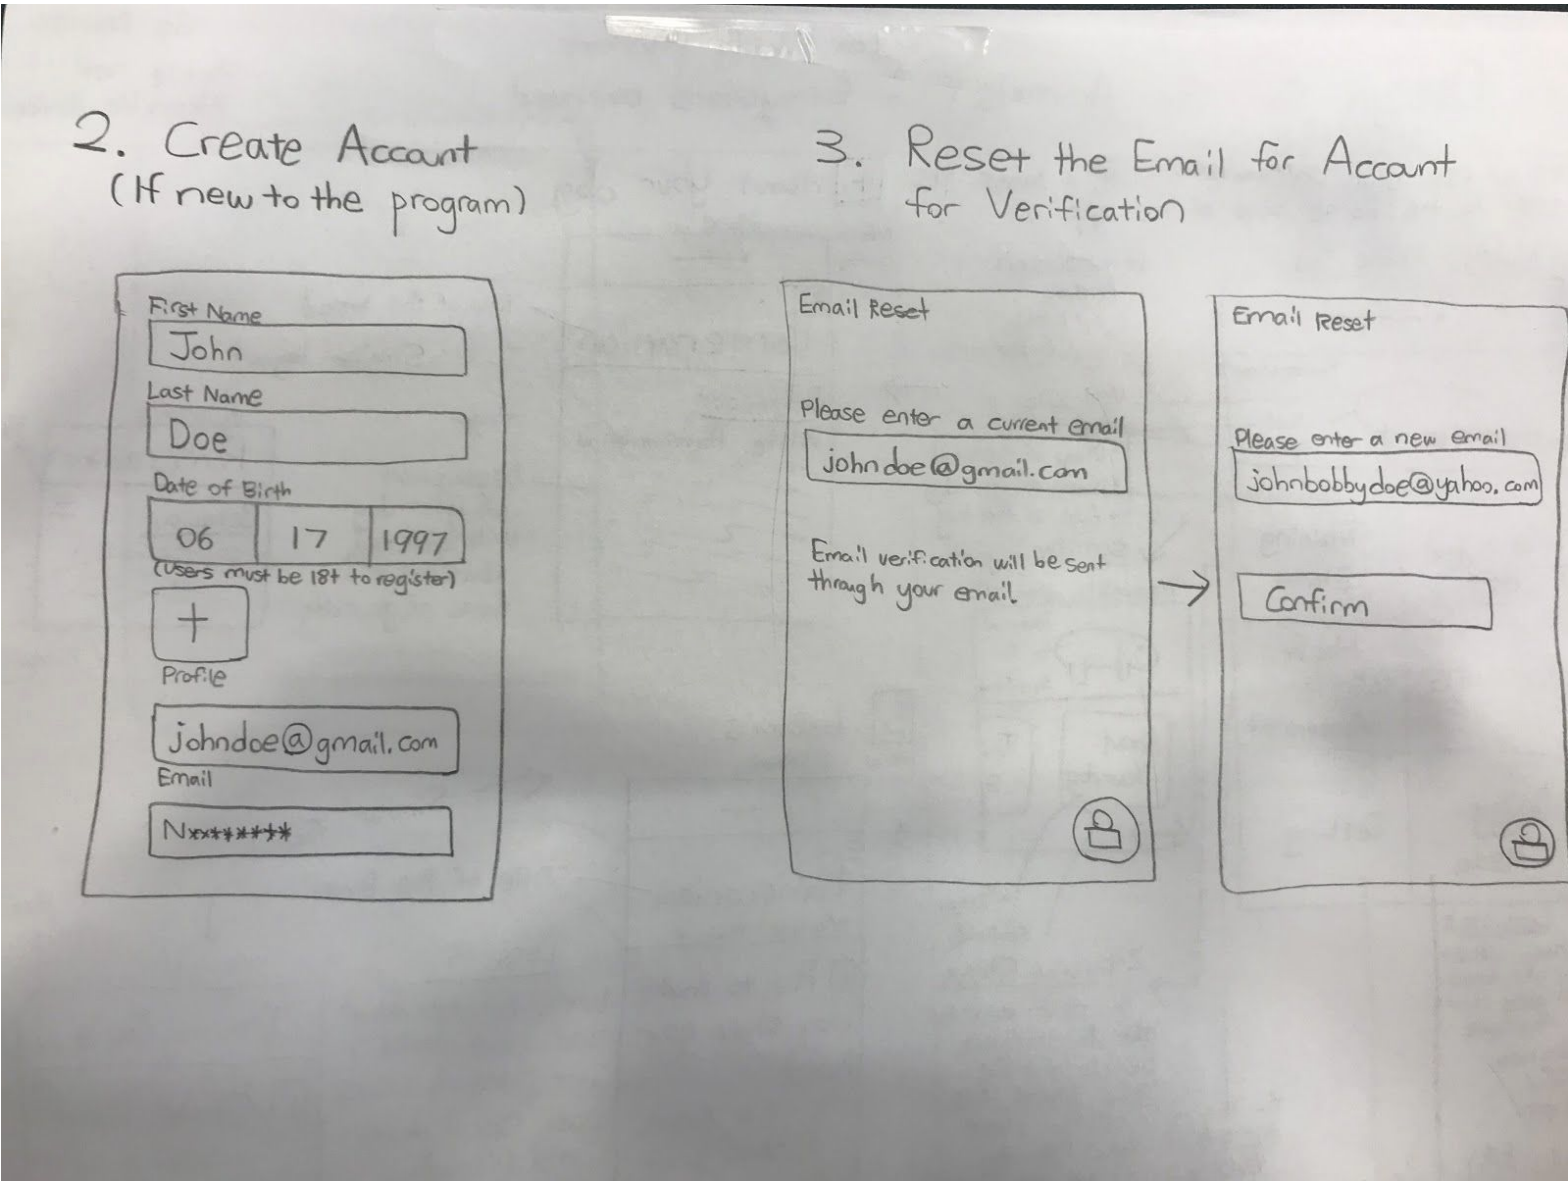 2. Create Account
(If new to the program)
First Name
John
Last Name
Doe
Date of Birth
06 17 1997
(Users must be 18+ to register)
+
Profile
johndoe@gmail.com
Email
N********
3. Reset the Email for Account
for Verification
Email Reset
Please enter a current email
johndoe@gmail.com
Email verification will be sent
through your email
→
Email Reset
Please enter a new email
johnbobbydoe@yahoo.com
Confirm